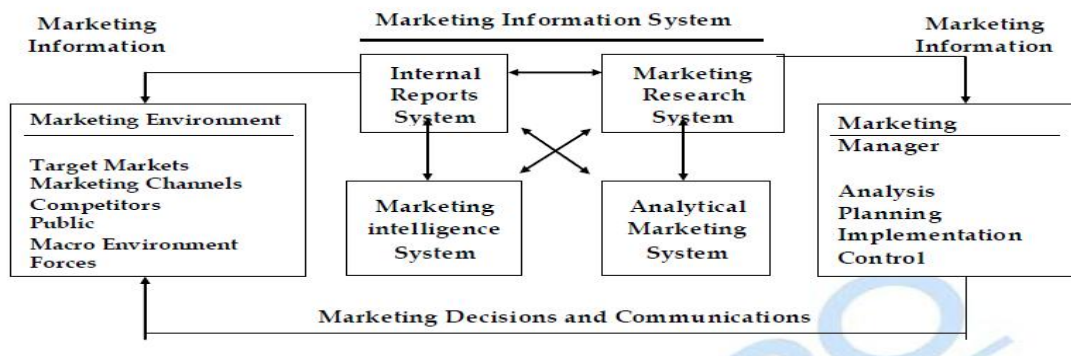 Marketing Information System
Marketing
Information
Marketing
Information
Internal
Reports
System
Marketing
Research
System
Marketing Environment
Target Markets
Marketing Channels
Competitors
Public
Macro Environment
Forces
Marketing
intelligence
System
Analytical
Marketing
System
Marketing
Manager
Analysis
Planning
Implementation
Control
Marketing Decisions and Communications